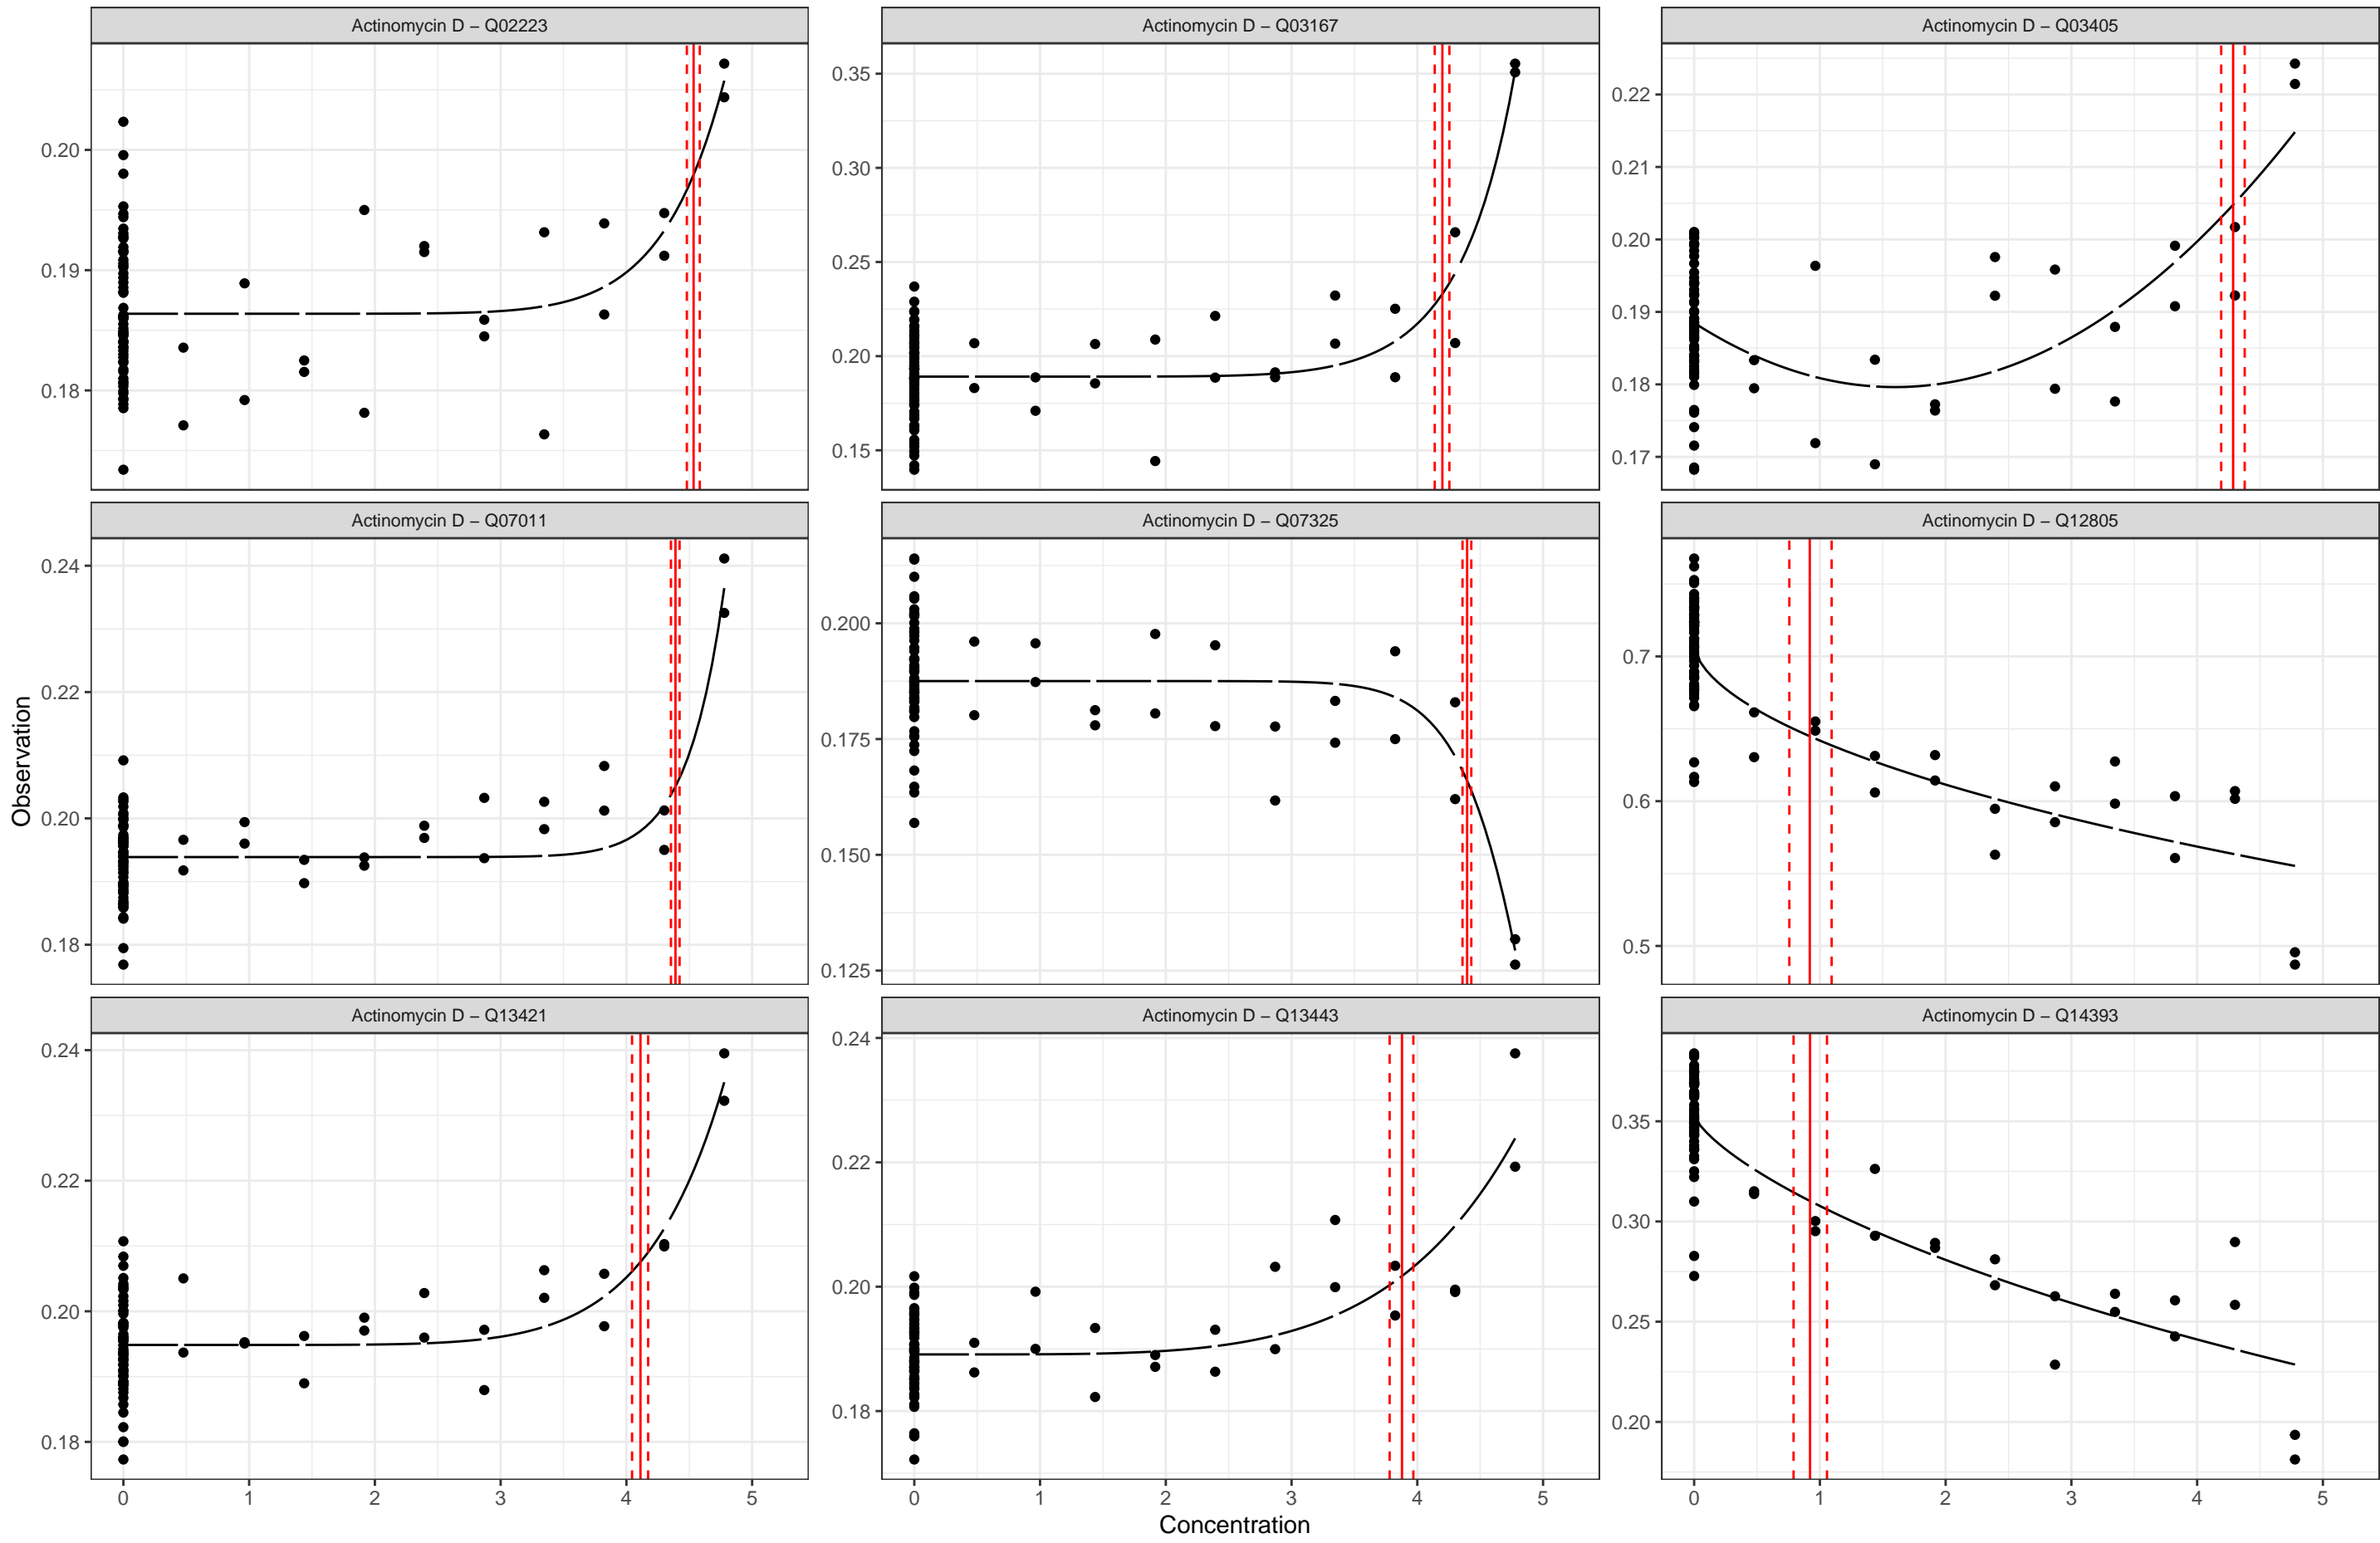 Actinomycin D – Q02223
Actinomycin D – Q03167
Actinomycin D – Q03405
0.20
0.19
0.18
0.35
0.30
0.25
0.20
0.15
0.22
0.21
0.20
0.19
0.18
0.17
Actinomycin D – Q07011
Actinomycin D – Q07325
Actinomycin D – Q12805
Observation
0.24
0.22
0.20
0.18
0.200
0.175
0.150
0.125
0.7
0.6
0.5
Actinomycin D – Q13421
Actinomycin D – Q13443
Actinomycin D – Q14393
0.24
0.22
0.20
0.18
0.24
0.22
0.20
0.18
0.35
0.30
0.25
0.20
0 1 2 3 4 5
0 1 2 3 4 5
0 1 2 3 4 5
Concentration